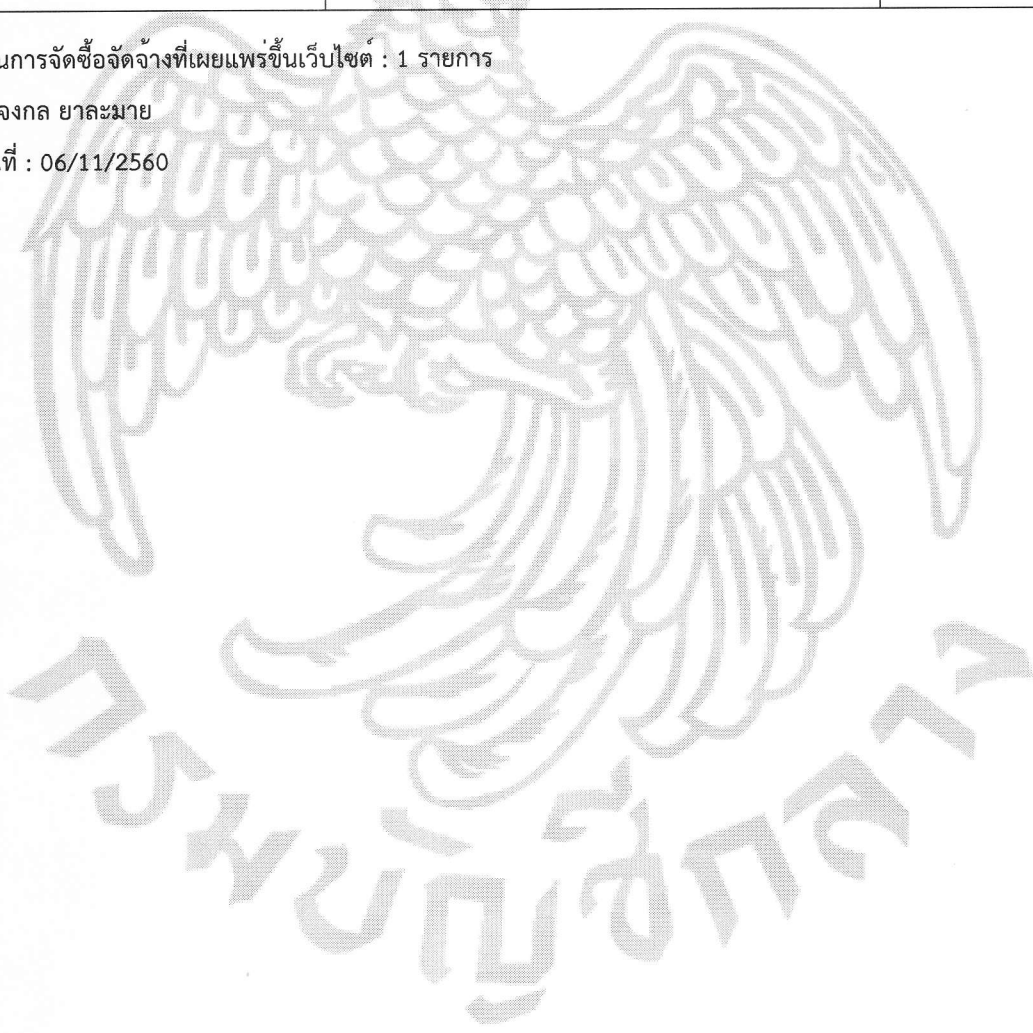 นการจัดซื้อจัดจ้างที่เผยแพร่ขึ้นเว็บไซต์ : 1 รายการ
จงกล ยาละมาย
ที่ : 06/11/2560
กรมบัญชีกลาง